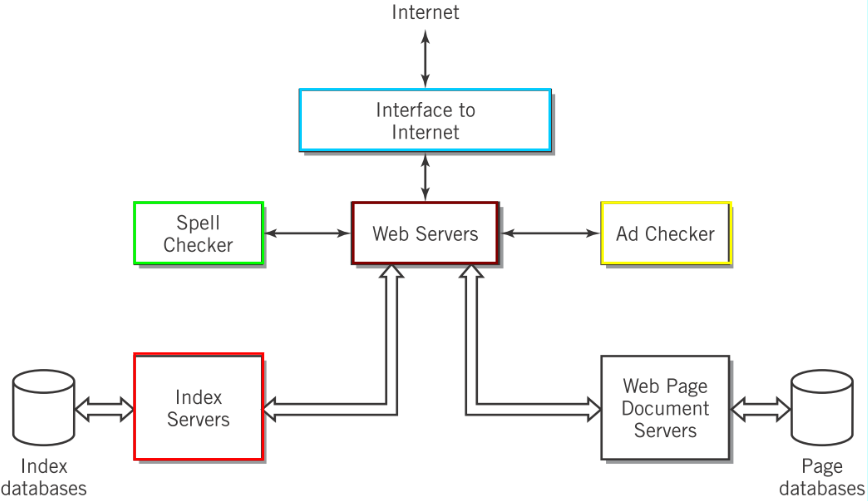 Internet
Interface to
Internet
Spell
Checker
Web Servers
Ad Checker
Index
Servers
Web Page
Document
Servers
Index
databases
Page
databases